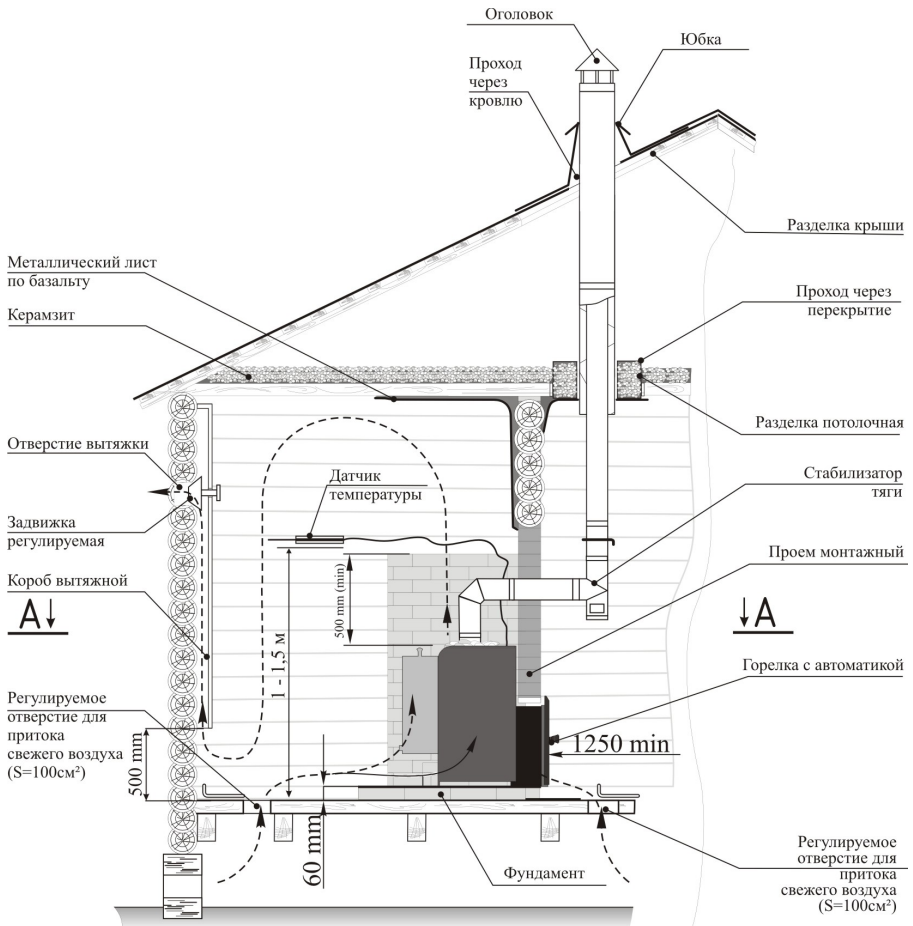 Оголовок
Юбка
Проход
через
кровлю
Разделка крыши
Металлический лист
по базальту
Проход через
перекрытие
Керамзит
Отверстие вытяжки
Разделка потолочная
Датчик
температуры
Стабилизатор
тяги
Задвижка
регулируемая
Проем монтажный
500 mm (min)
Короб вытяжной
А
А
1 - 1,5 м
Горелка с автоматикой
Регулируемое
отверстие для
притока
свежего воздуха
(S=100см²)
500 mm
1250 min
60 mm
Фундамент
Регулируемое
отверстие для
притока
свежего воздуха
(S=100см²)